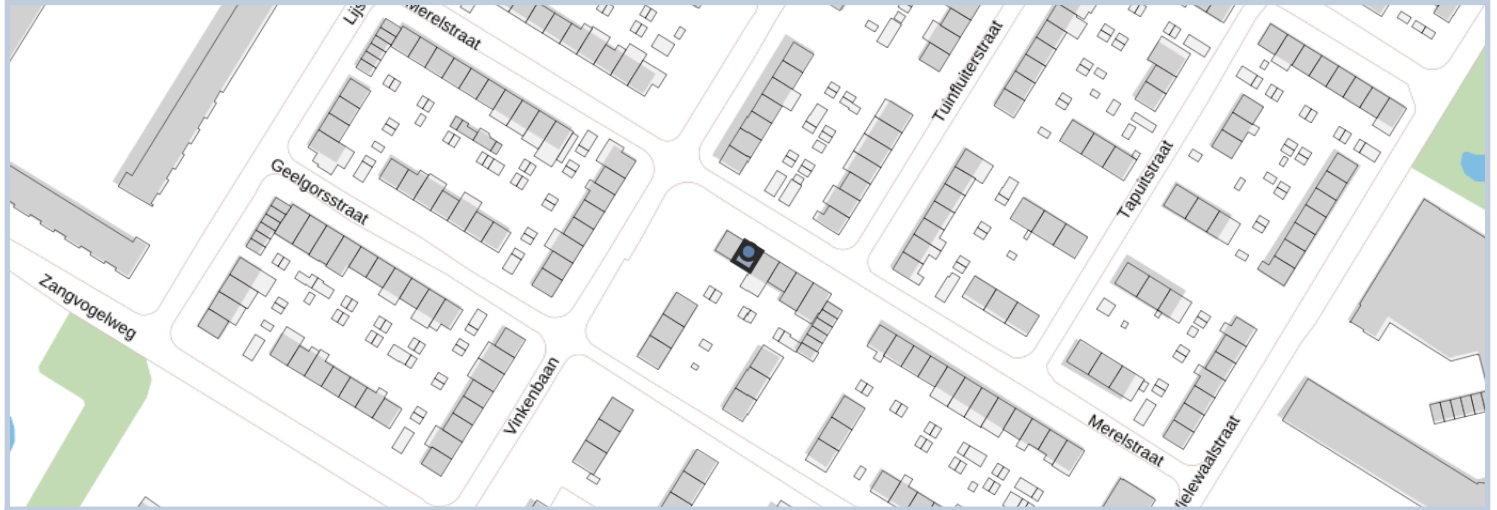 Merelstraat
Tuinfluiterstraat
Geelgorsstraat
Tapuitstraat
Zangvogelweg
Vinkenbaan
Merelstraat